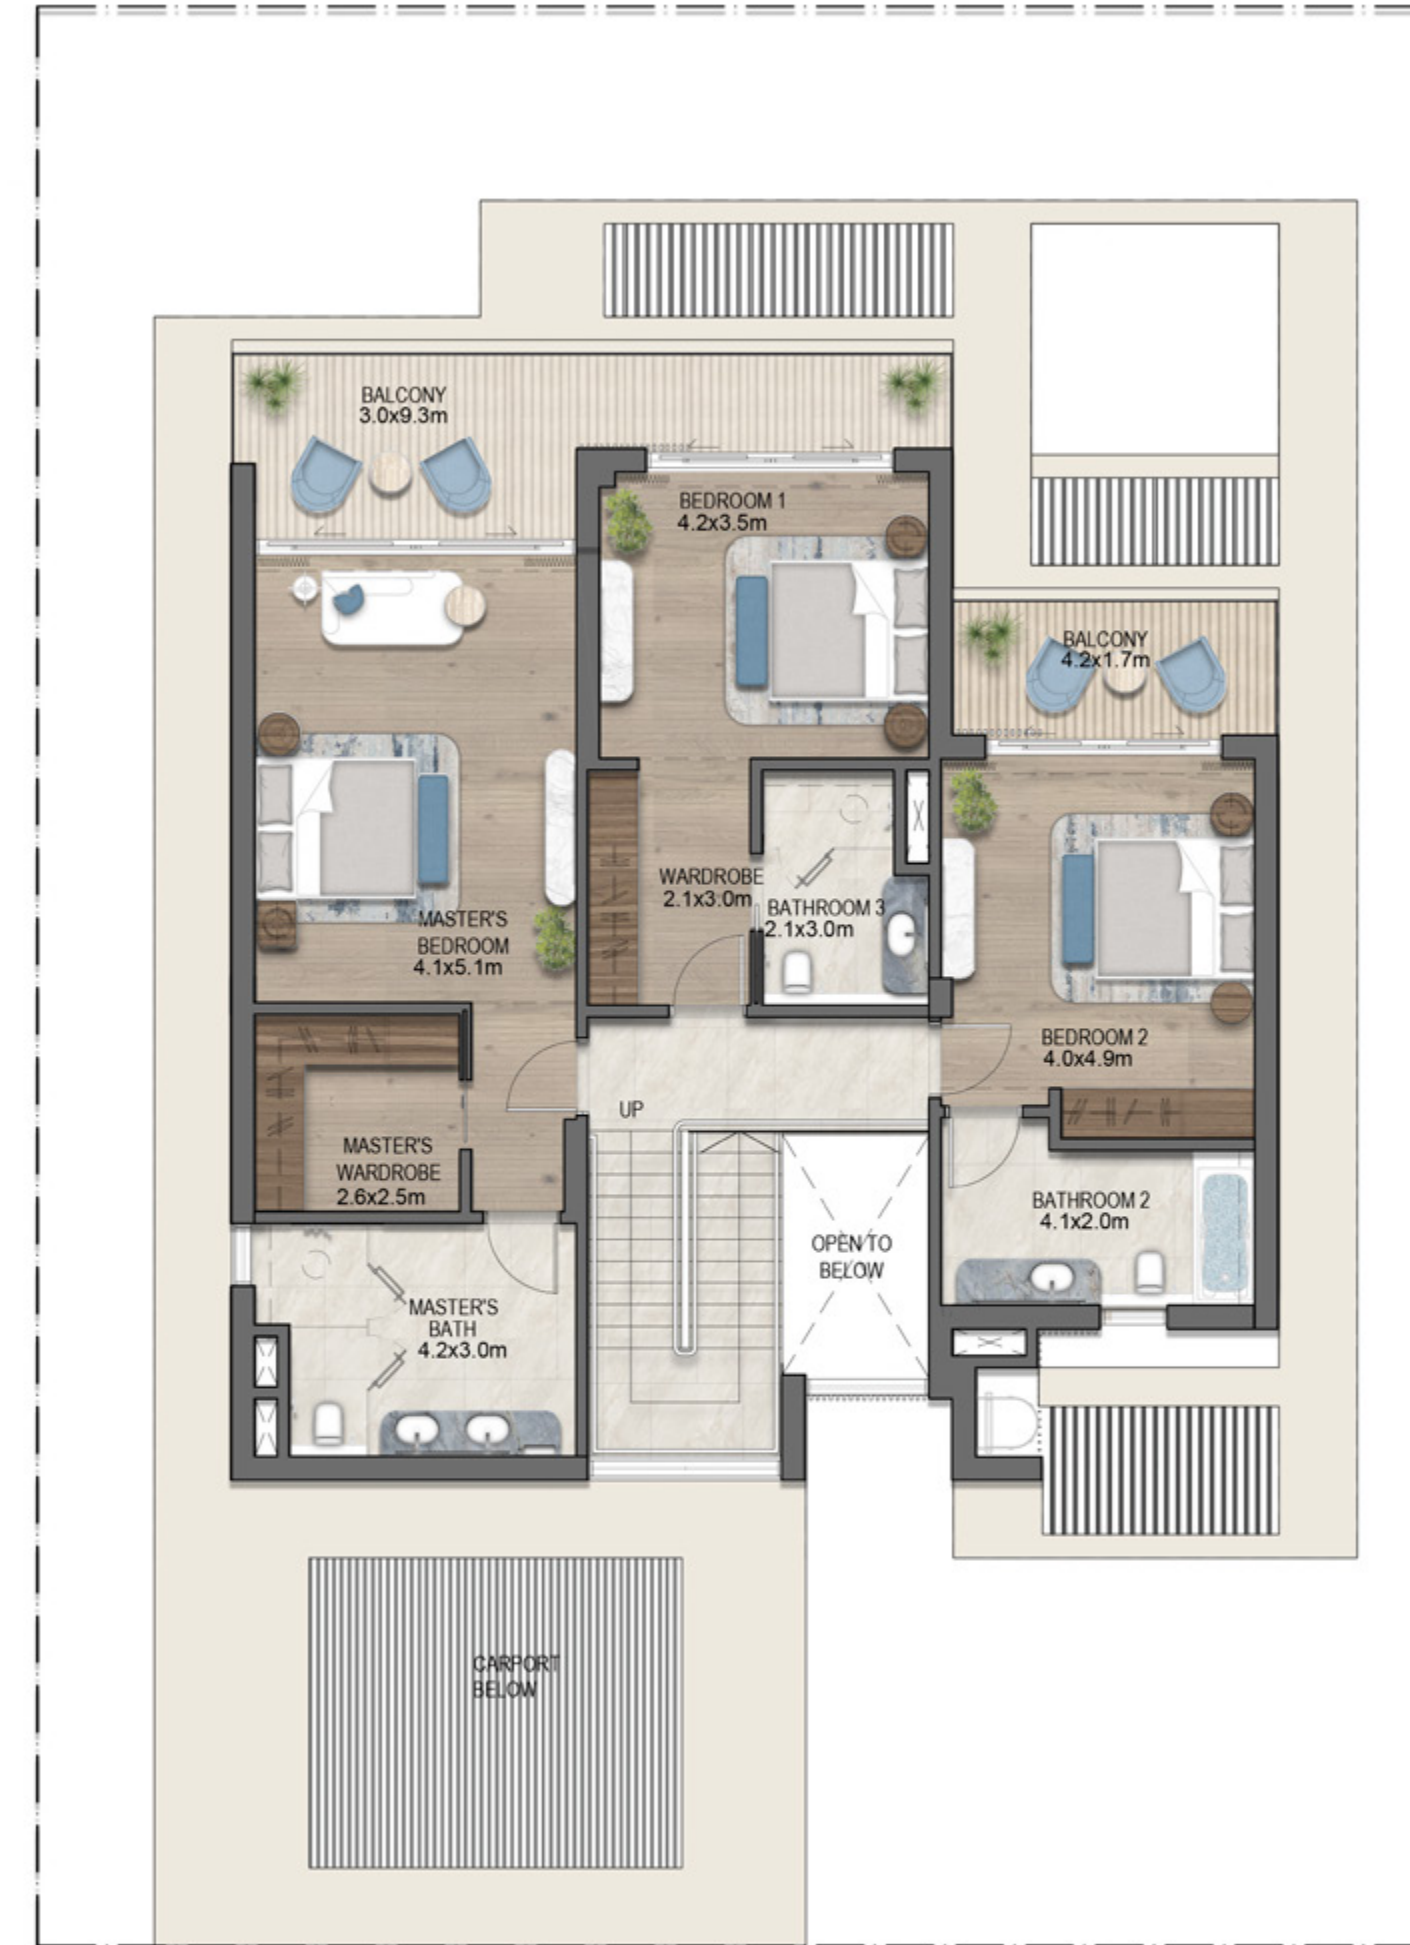 BALCONY
3.0x9.3m
BEDROOM 1
4.2x3.5m
BALCONY
4.2x1.7m
WARDROBE
2.1x3.0m
BATHROOM 3
2.1x3.0m
MASTER'S
BEDROOM
4.1x5.1m
BEDROOM 2
4.0x4.9m
UP
MASTER'S
WARDROBE
2.6x2.5m
BATHROOM 2
4.1x2.0m
OPEN TO
BELOW
MASTER'S
BATH
4.2x3.0m
CARPORT
BELOW